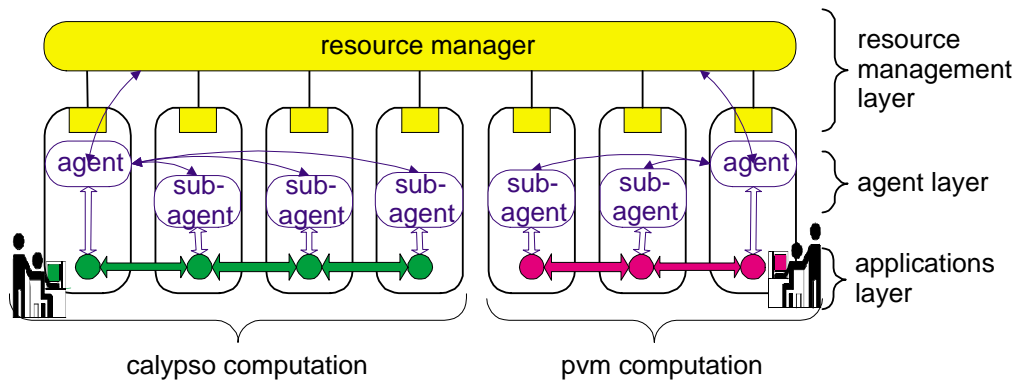 resource manager
resource
management
layer
agent
sub-
agent
sub-
agent
sub-
agent
sub-
agent
sub-
agent
agent
agent layer
applications
layer
calypso computation
pvm computation